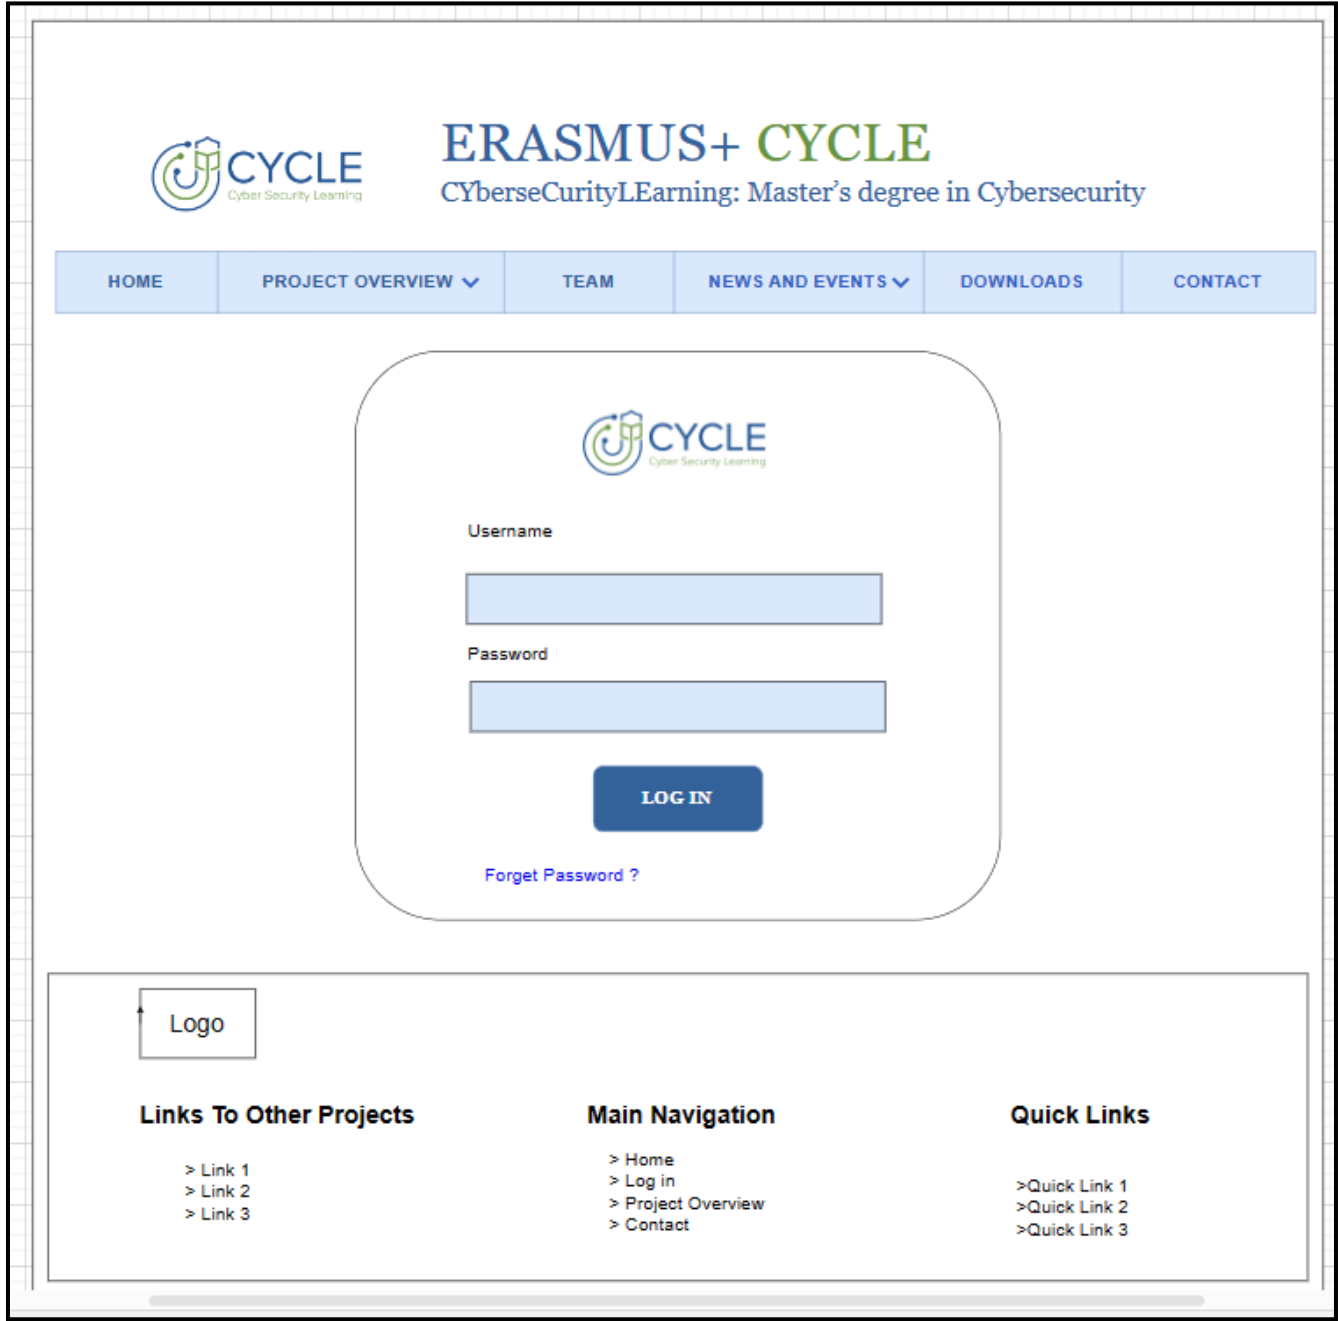 CYCLE
Cyber Security Learning
ERASMUS+ CYCLE
CYberseCurityLEarning: Master's degree in Cybersecurity
HOME PROJECT OVERVIEW TEAM NEWS AND EVENTS DOWNLOADS CONTACT
CYCLE
Cyber Security Learning
Username
Password
LOG IN
Forget Password ?
Logo
Links To Other Projects
> Link 1
> Link 2
> Link 3
Main Navigation
> Home
> Log in
> Project Overview
> Contact
Quick Links
>Quick Link 1
>Quick Link 2
>Quick Link 3